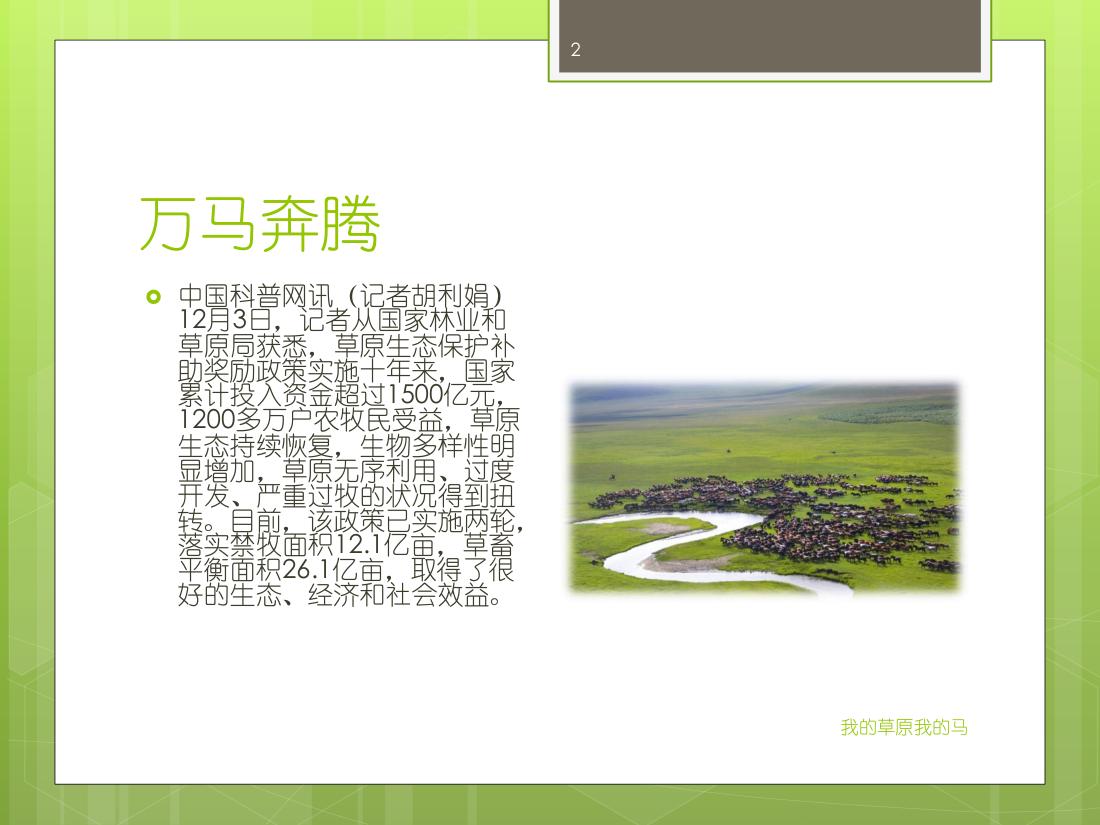 2
万马奔腾
中国科普网讯（记者胡利娟）
12月3日，记者从国家林业和
草原局获悉，草原生态保护补
助奖励政策实施十年来，国家
累计投入资金超过1500亿元，
1200多万户农牧民受益，草原
生态持续恢复，生物多样性明
显增加，草原无序利用、过度
开发、严重过牧的状况得到扭
转。目前，该政策已实施两轮，
落实禁牧面积12.1亿亩，草畜
平衡面积26.1亿亩，取得了很
好的生态、经济和社会效益。
我的草原我的马